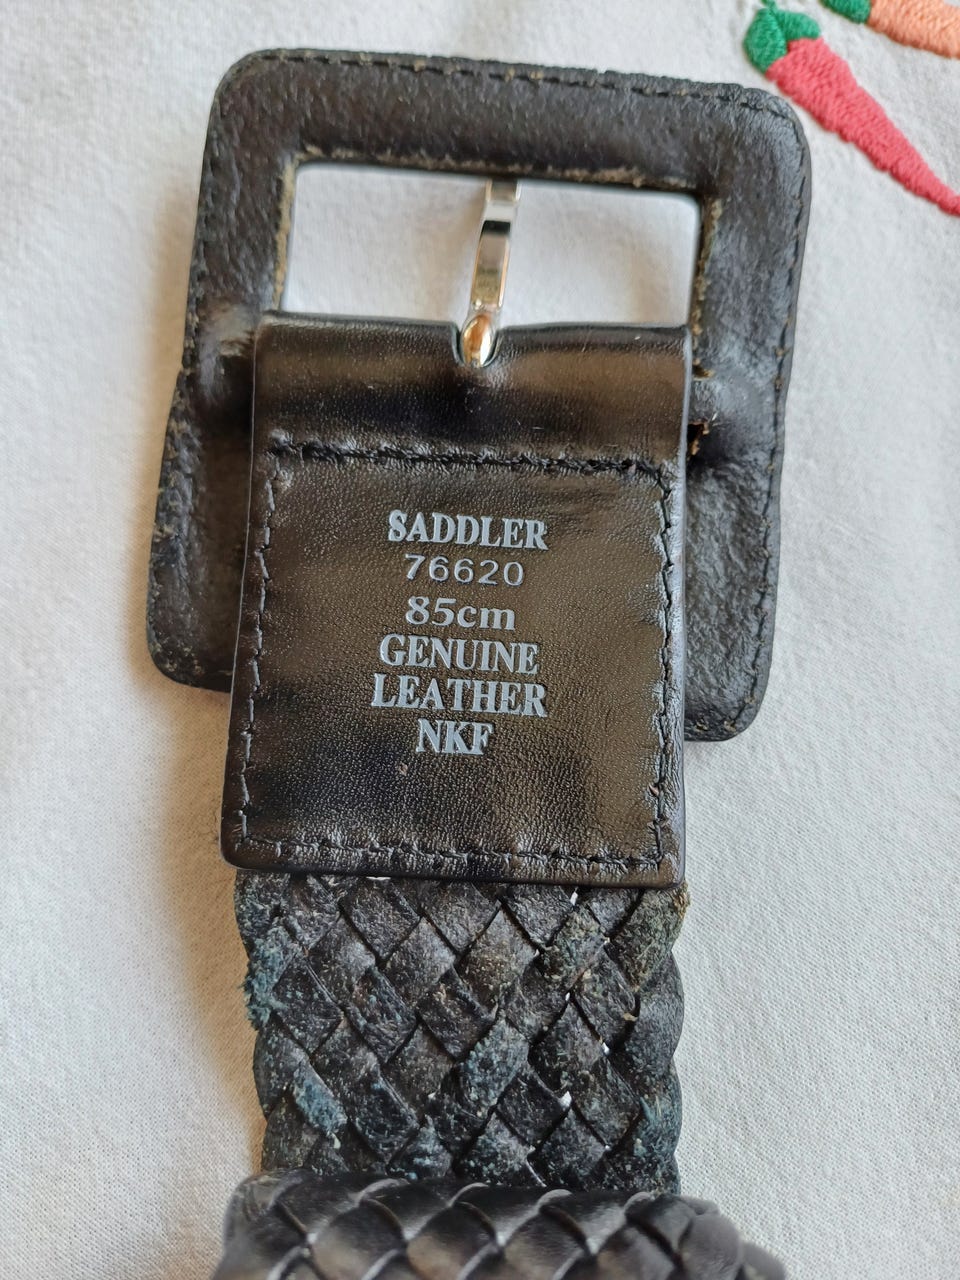 SADDLER
76620
85cm
GENUINE
LEATHER
NKF